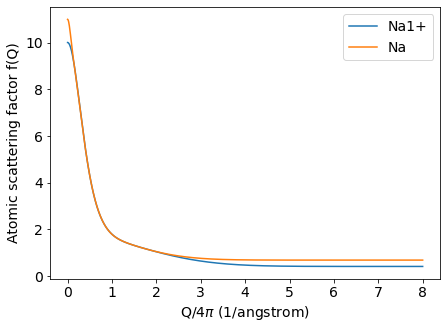 Atomic scattering factor f(Q)
10
8
6
4
2
0
Na1+
Na
0 1 2 3 4 5 6 7 8
Q/4π (1/angstrom)